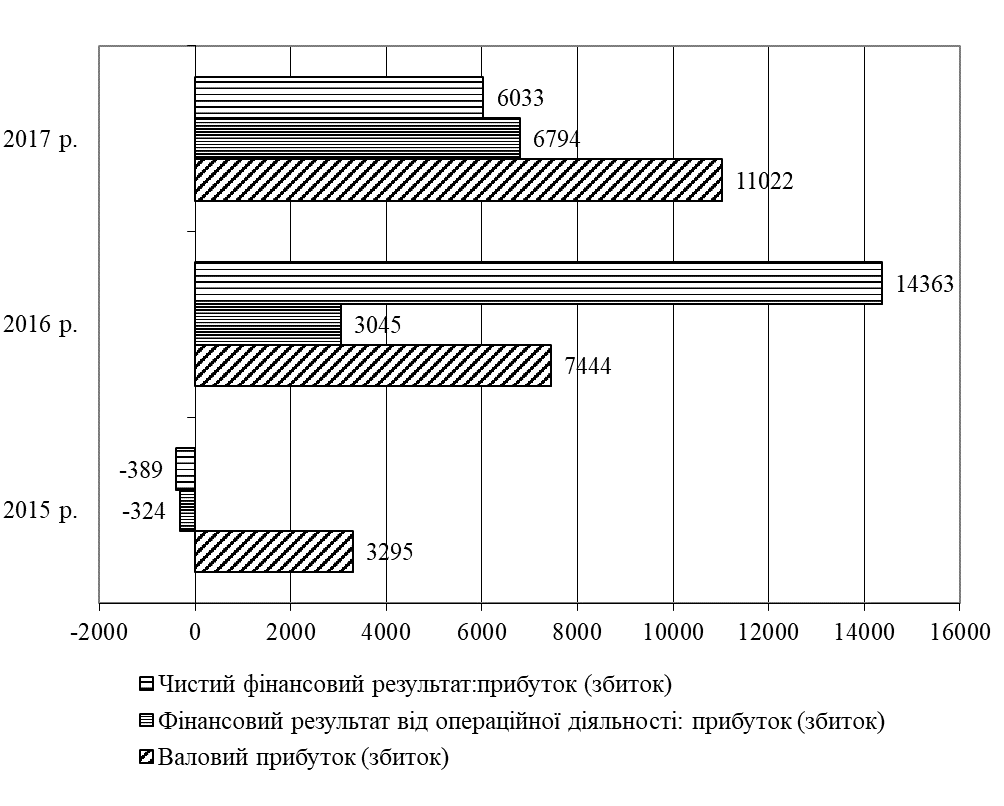 6033
2017 р.
6794
11022
14363
2016 р.
3045
7444
-389
2015 р.
-324
3295
-2000 0 2000 4000 6000 8000 10000 12000 14000 16000
Чистий фінансовий результат:прибуток (збиток)
Фінансовий результат від операційної діяльності: прибуток (збиток)
Валовий прибуток (збиток)